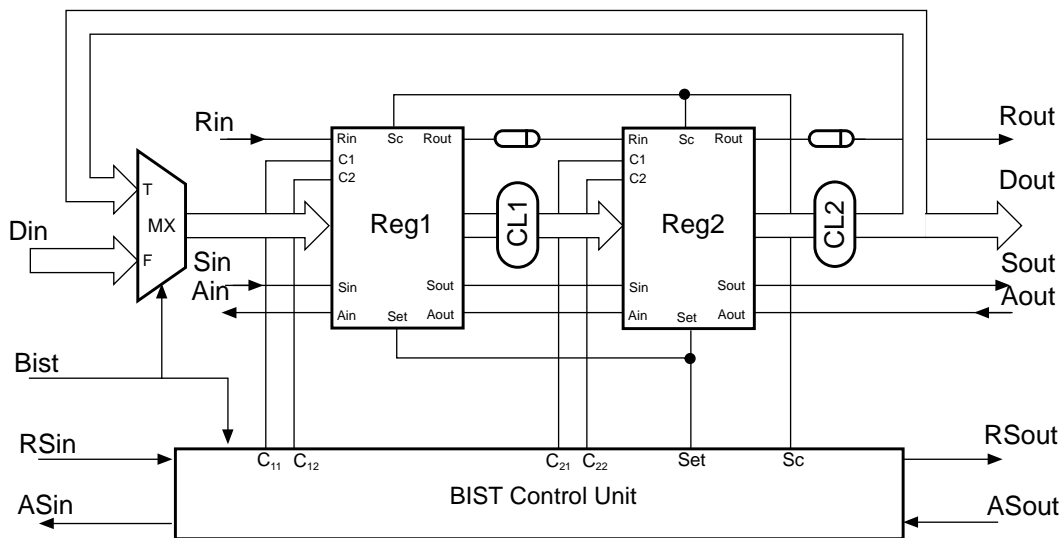 Rin
Rout
Rin
Sc
Rout
Rin
Sc
Rout
C1
C2
C1
C2
Dout
T
MX
F
Din
Reg1
CL1
Reg2
CL2
Sin
Ain
Sin
Sout
Sin
Sout
Sout
Aout
Ain
Set
Aout
Ain
Set
Aout
Bist
RSin
RSout
C₁₁
C₁₂
C₂₁
C₂₂
Set
Sc
BIST Control Unit
ASin
ASout